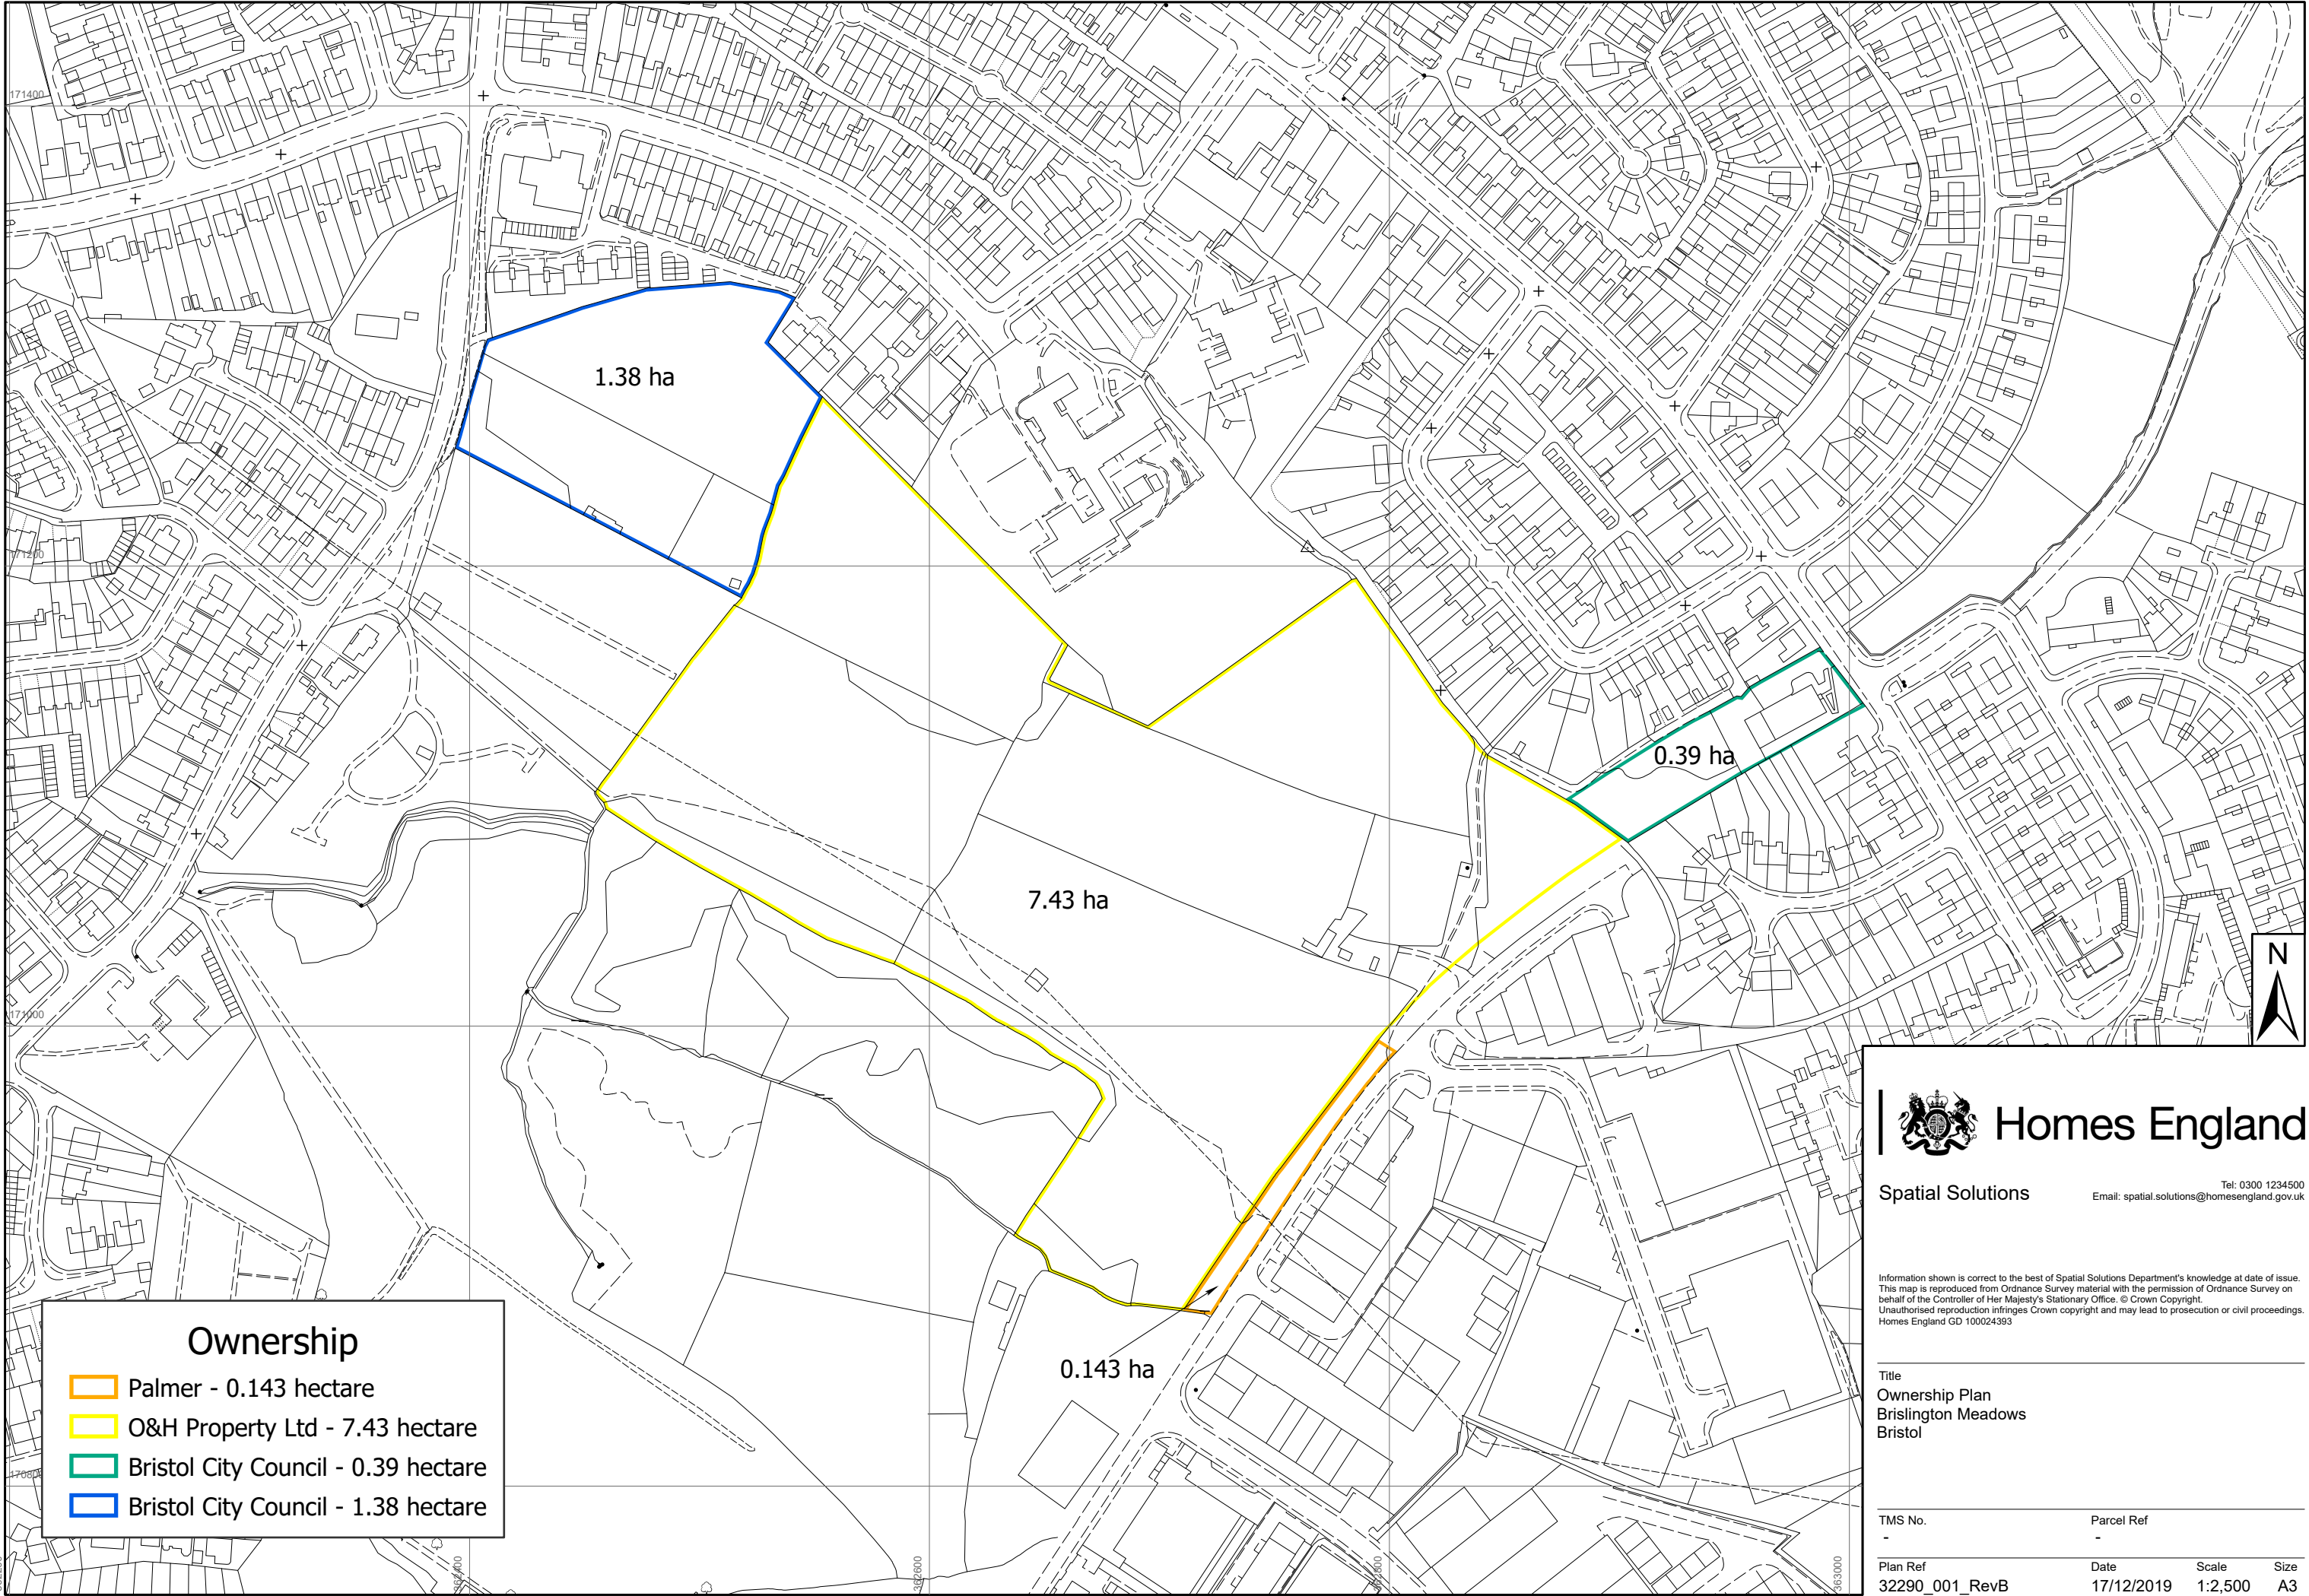 171400
1.38 ha
171200
0.39 ha
7.43 ha
171000
0.143 ha
N
Homes England
Spatial Solutions
Tel: 0300 1234500
Email: spatial.solutions@homesengland.gov.uk
Information shown is correct to the best of Spatial Solutions Department's knowledge at date of issue.
This map is reproduced from Ordnance Survey material with the permission of Ordnance Survey on
behalf of the Controller of Her Majesty's Stationary Office. © Crown Copyright.
Unauthorised reproduction infringes Crown copyright and may lead to prosecution or civil proceedings.
Homes England GD 100024393
Title
Ownership Plan
Brislington Meadows
Bristol
TMS No.
-
Parcel Ref
-
Plan Ref
32290_001_RevB
Date
17/12/2019
Scale
1:2,500
Size
A3
Ownership
Palmer - 0.143 hectare
O&H Property Ltd - 7.43 hectare
Bristol City Council - 0.39 hectare
Bristol City Council - 1.38 hectare
362400
362600
362800
363000